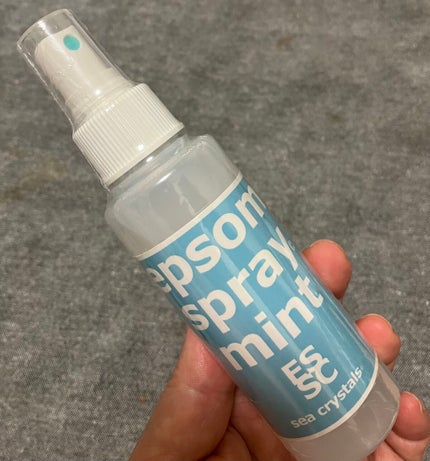 epsom
spray
mint
ES
SC
sea crystals